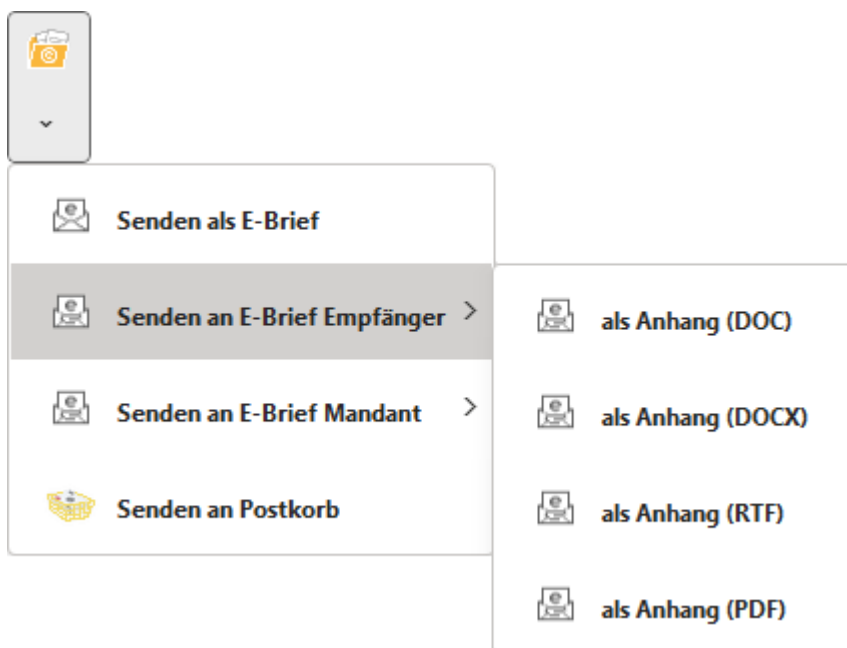 Senden als E-Brief
Senden an E-Brief Empfänger
Senden an E-Brief Mandant
Senden an Postkorb
als Anhang (DOC)
als Anhang (DOCX)
als Anhang (RTF)
als Anhang (PDF)